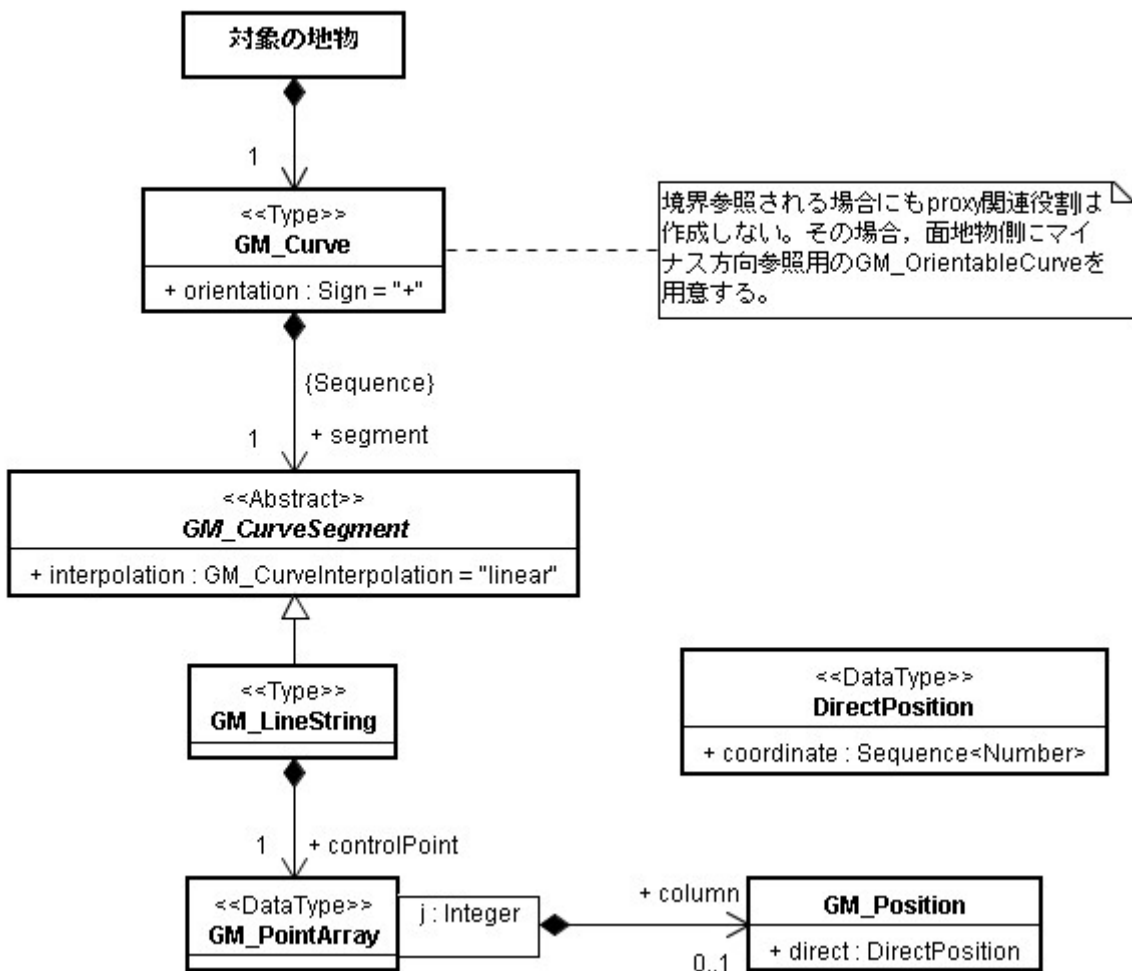 対象の地物
1
<<Type>>
GM_Curve
+ orientation : Sign = "+"
境界参照される場合にもproxy関連役割は
作成しない。その場合，面地物側にマイ
ナス方向参照用のGM_OrientableCurveを
用意する。
{Sequence}
1 + segment
<<Abstract>>
GM_CurveSegment
+ interpolation : GM_CurveInterpolation = "linear"
<<Type>>
GM_LineString
<<DataType>>
DirectPosition
+ coordinate : Sequence<Number>
1 + controlPoint
<<DataType>>
GM_PointArray
j : Integer
+ column
0..1
GM_Position
+ direct : DirectPosition